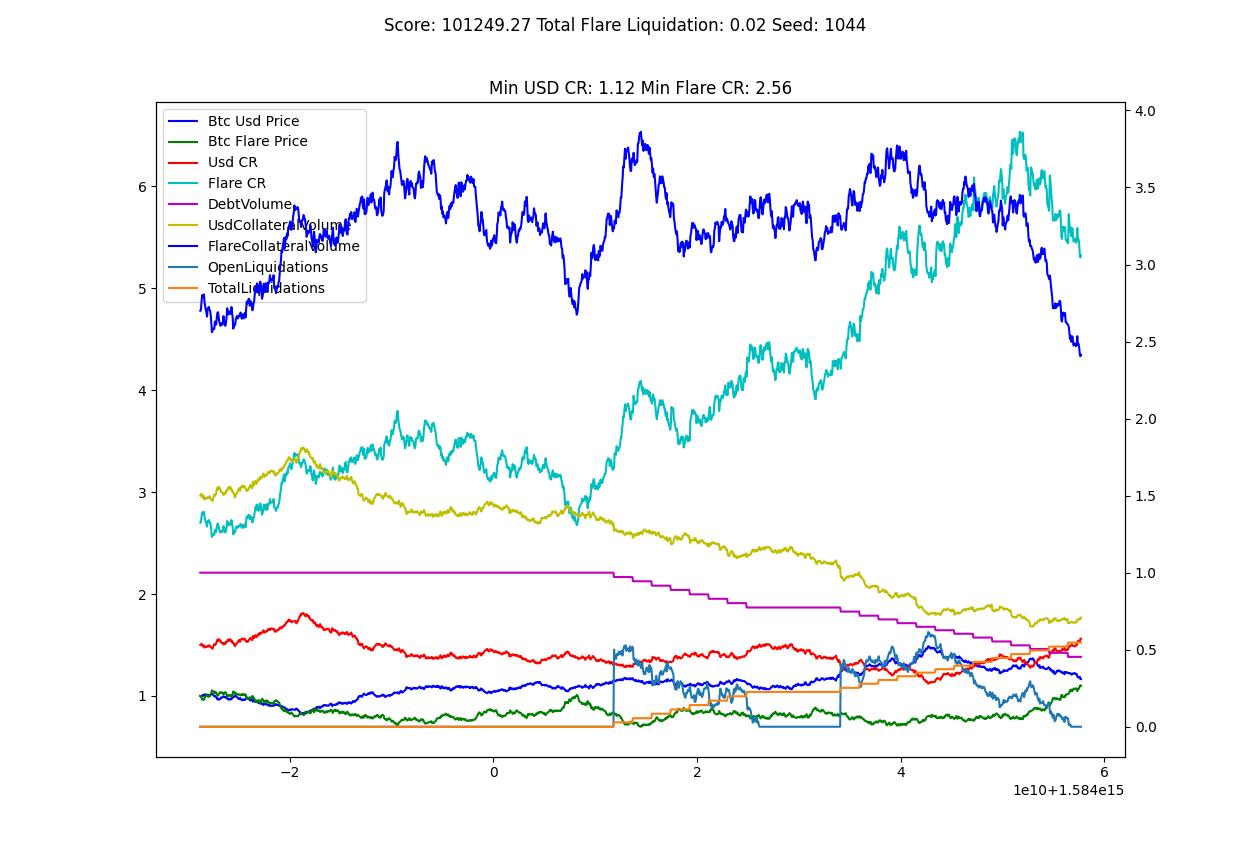 Score: 101249.27 Total Flare Liquidation: 0.02 Seed: 1044
Min USD CR: 1.12 Min Flare CR: 2.56
Btc Usd Price
Btc Flare Price
Usd CR
Flare CR
DebtVolume
UsdCollateralVolume
FlareCollateralVolume
OpenLiquidations
TotalLiquidations
6
5
4
3
2
1
4.0
3.5
3.0
2.5
2.0
1.5
1.0
0.5
0.0
−2
0
2
4
6
1e10+1.584e15